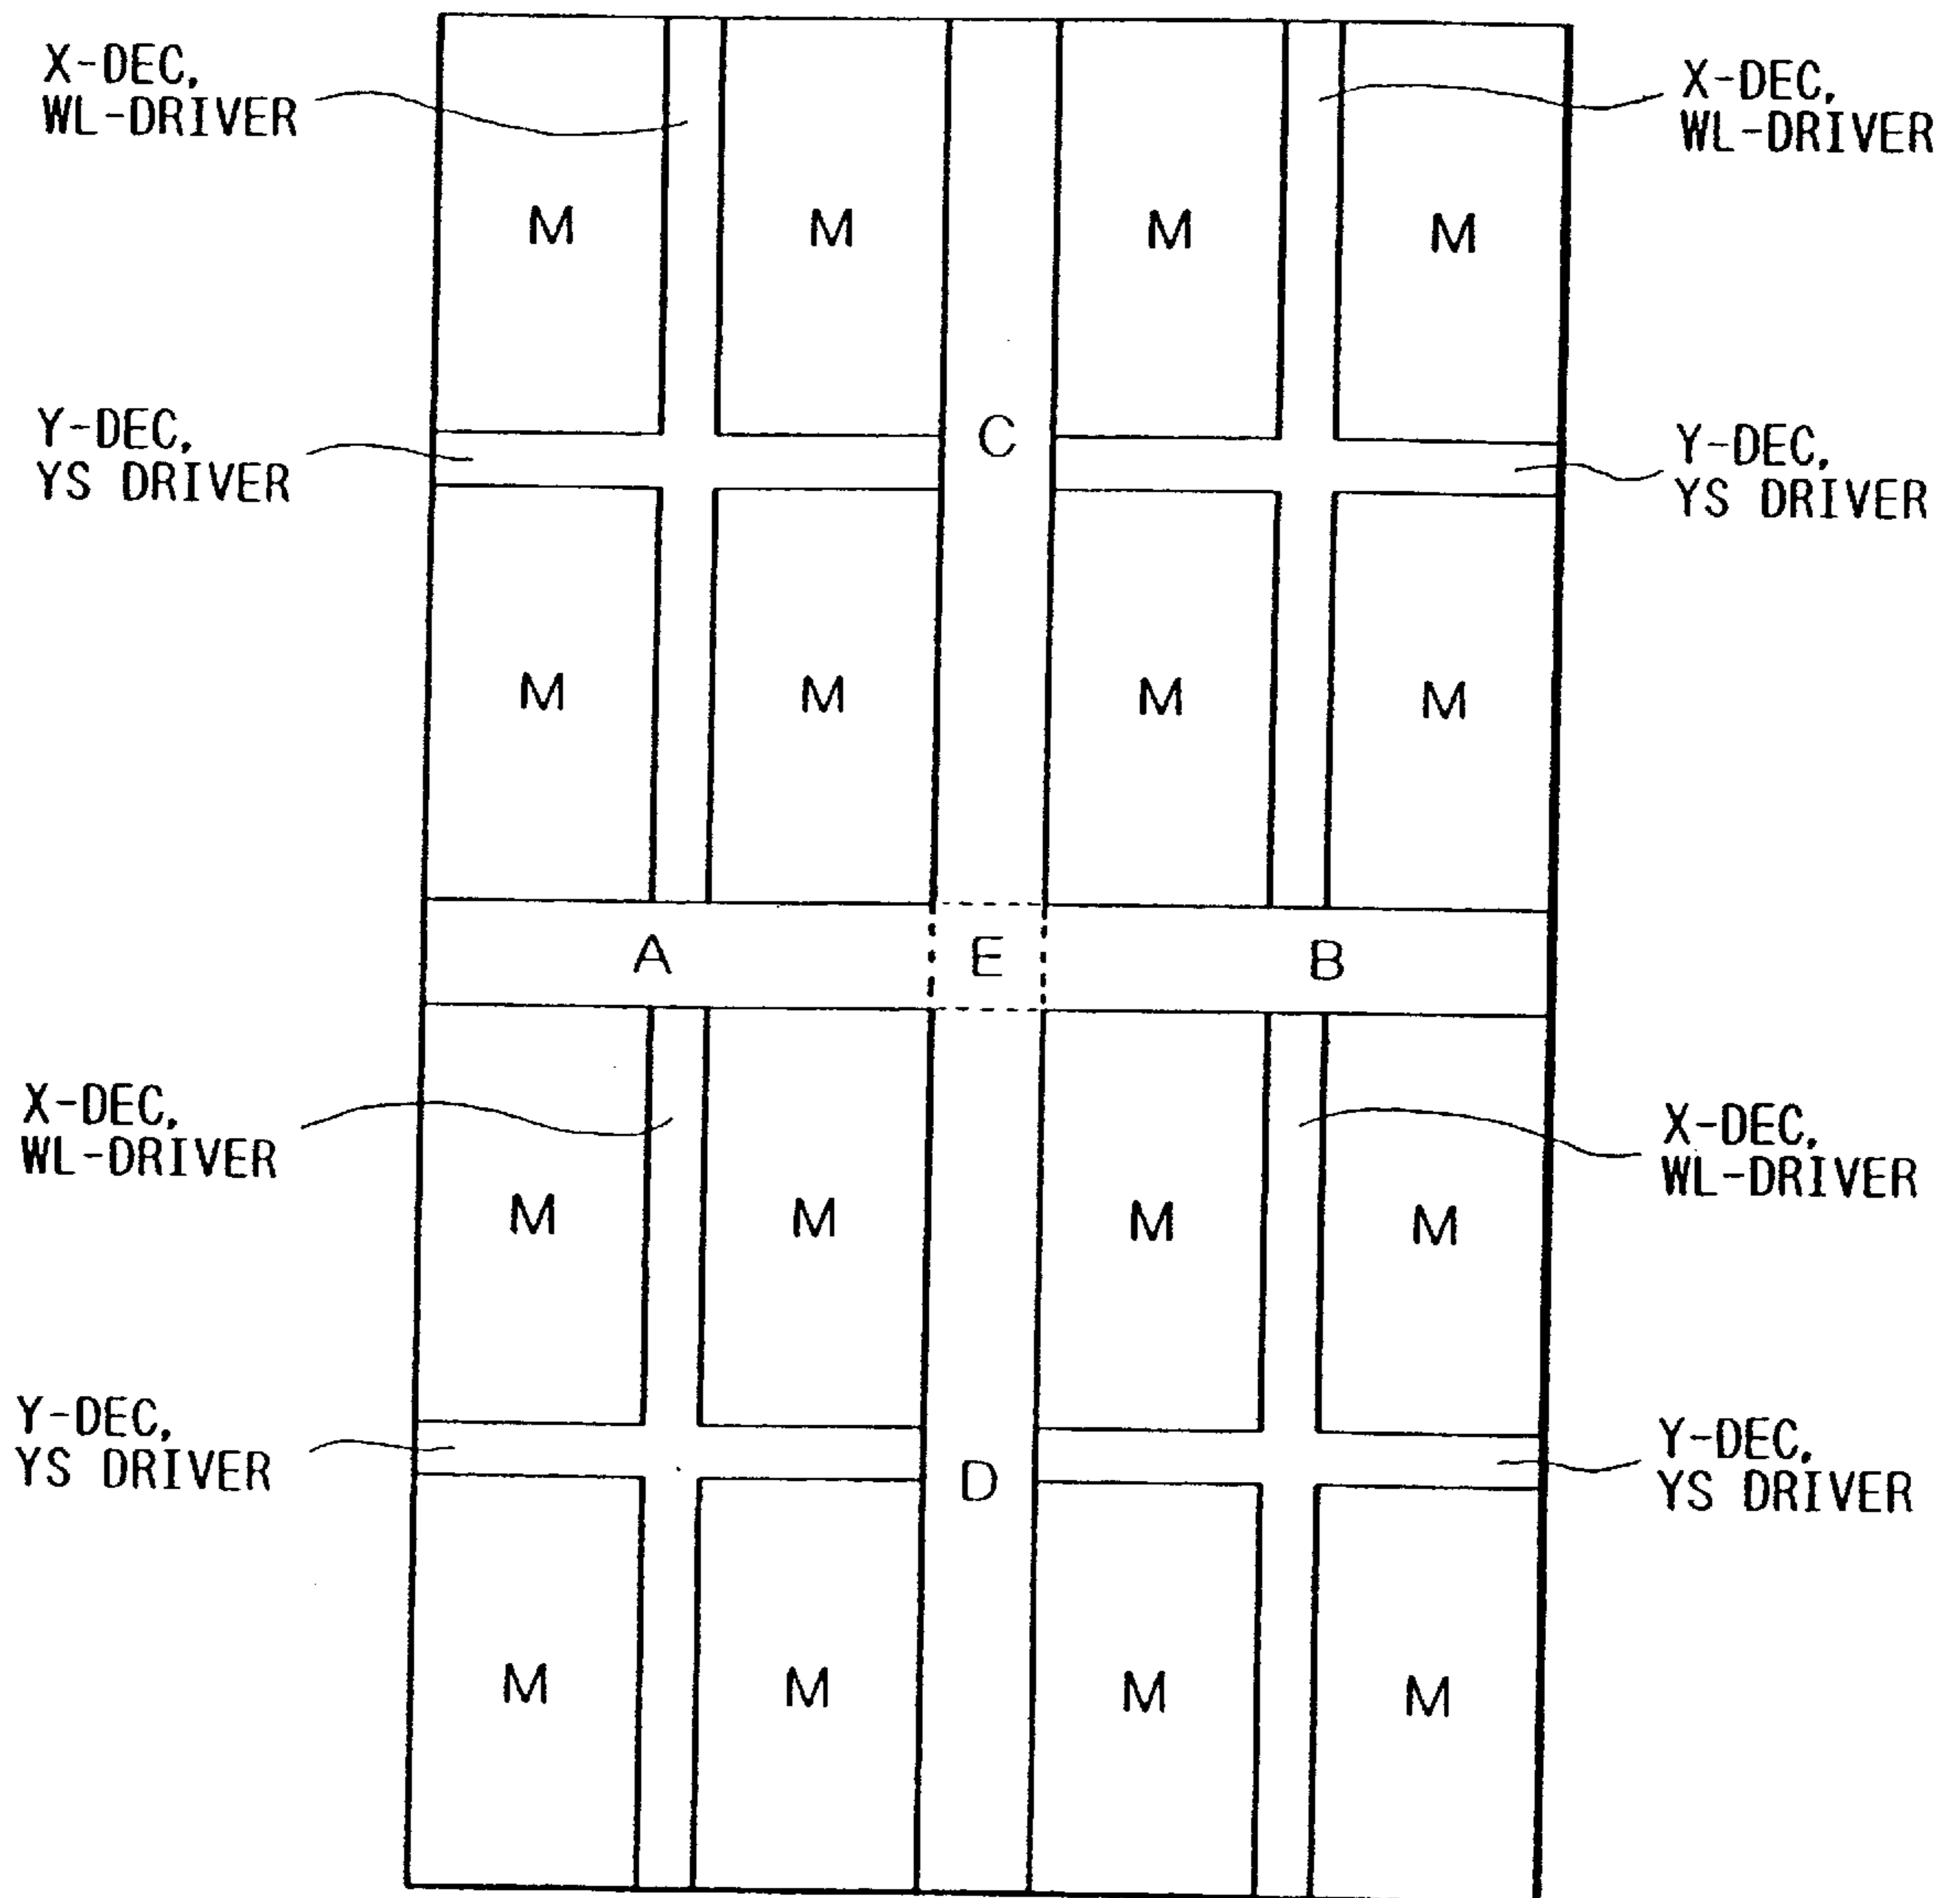 X-DEC,
WL-DRIVER
X-DEC,
WL-DRIVER
M M M M
Y-DEC,
YS DRIVER
C
Y-DEC,
YS DRIVER
M M M M
A E B
X-DEC,
WL-DRIVER
X-DEC,
WL-DRIVER
M M M M
Y-DEC,
YS DRIVER
D
Y-DEC,
YS DRIVER
M M M M